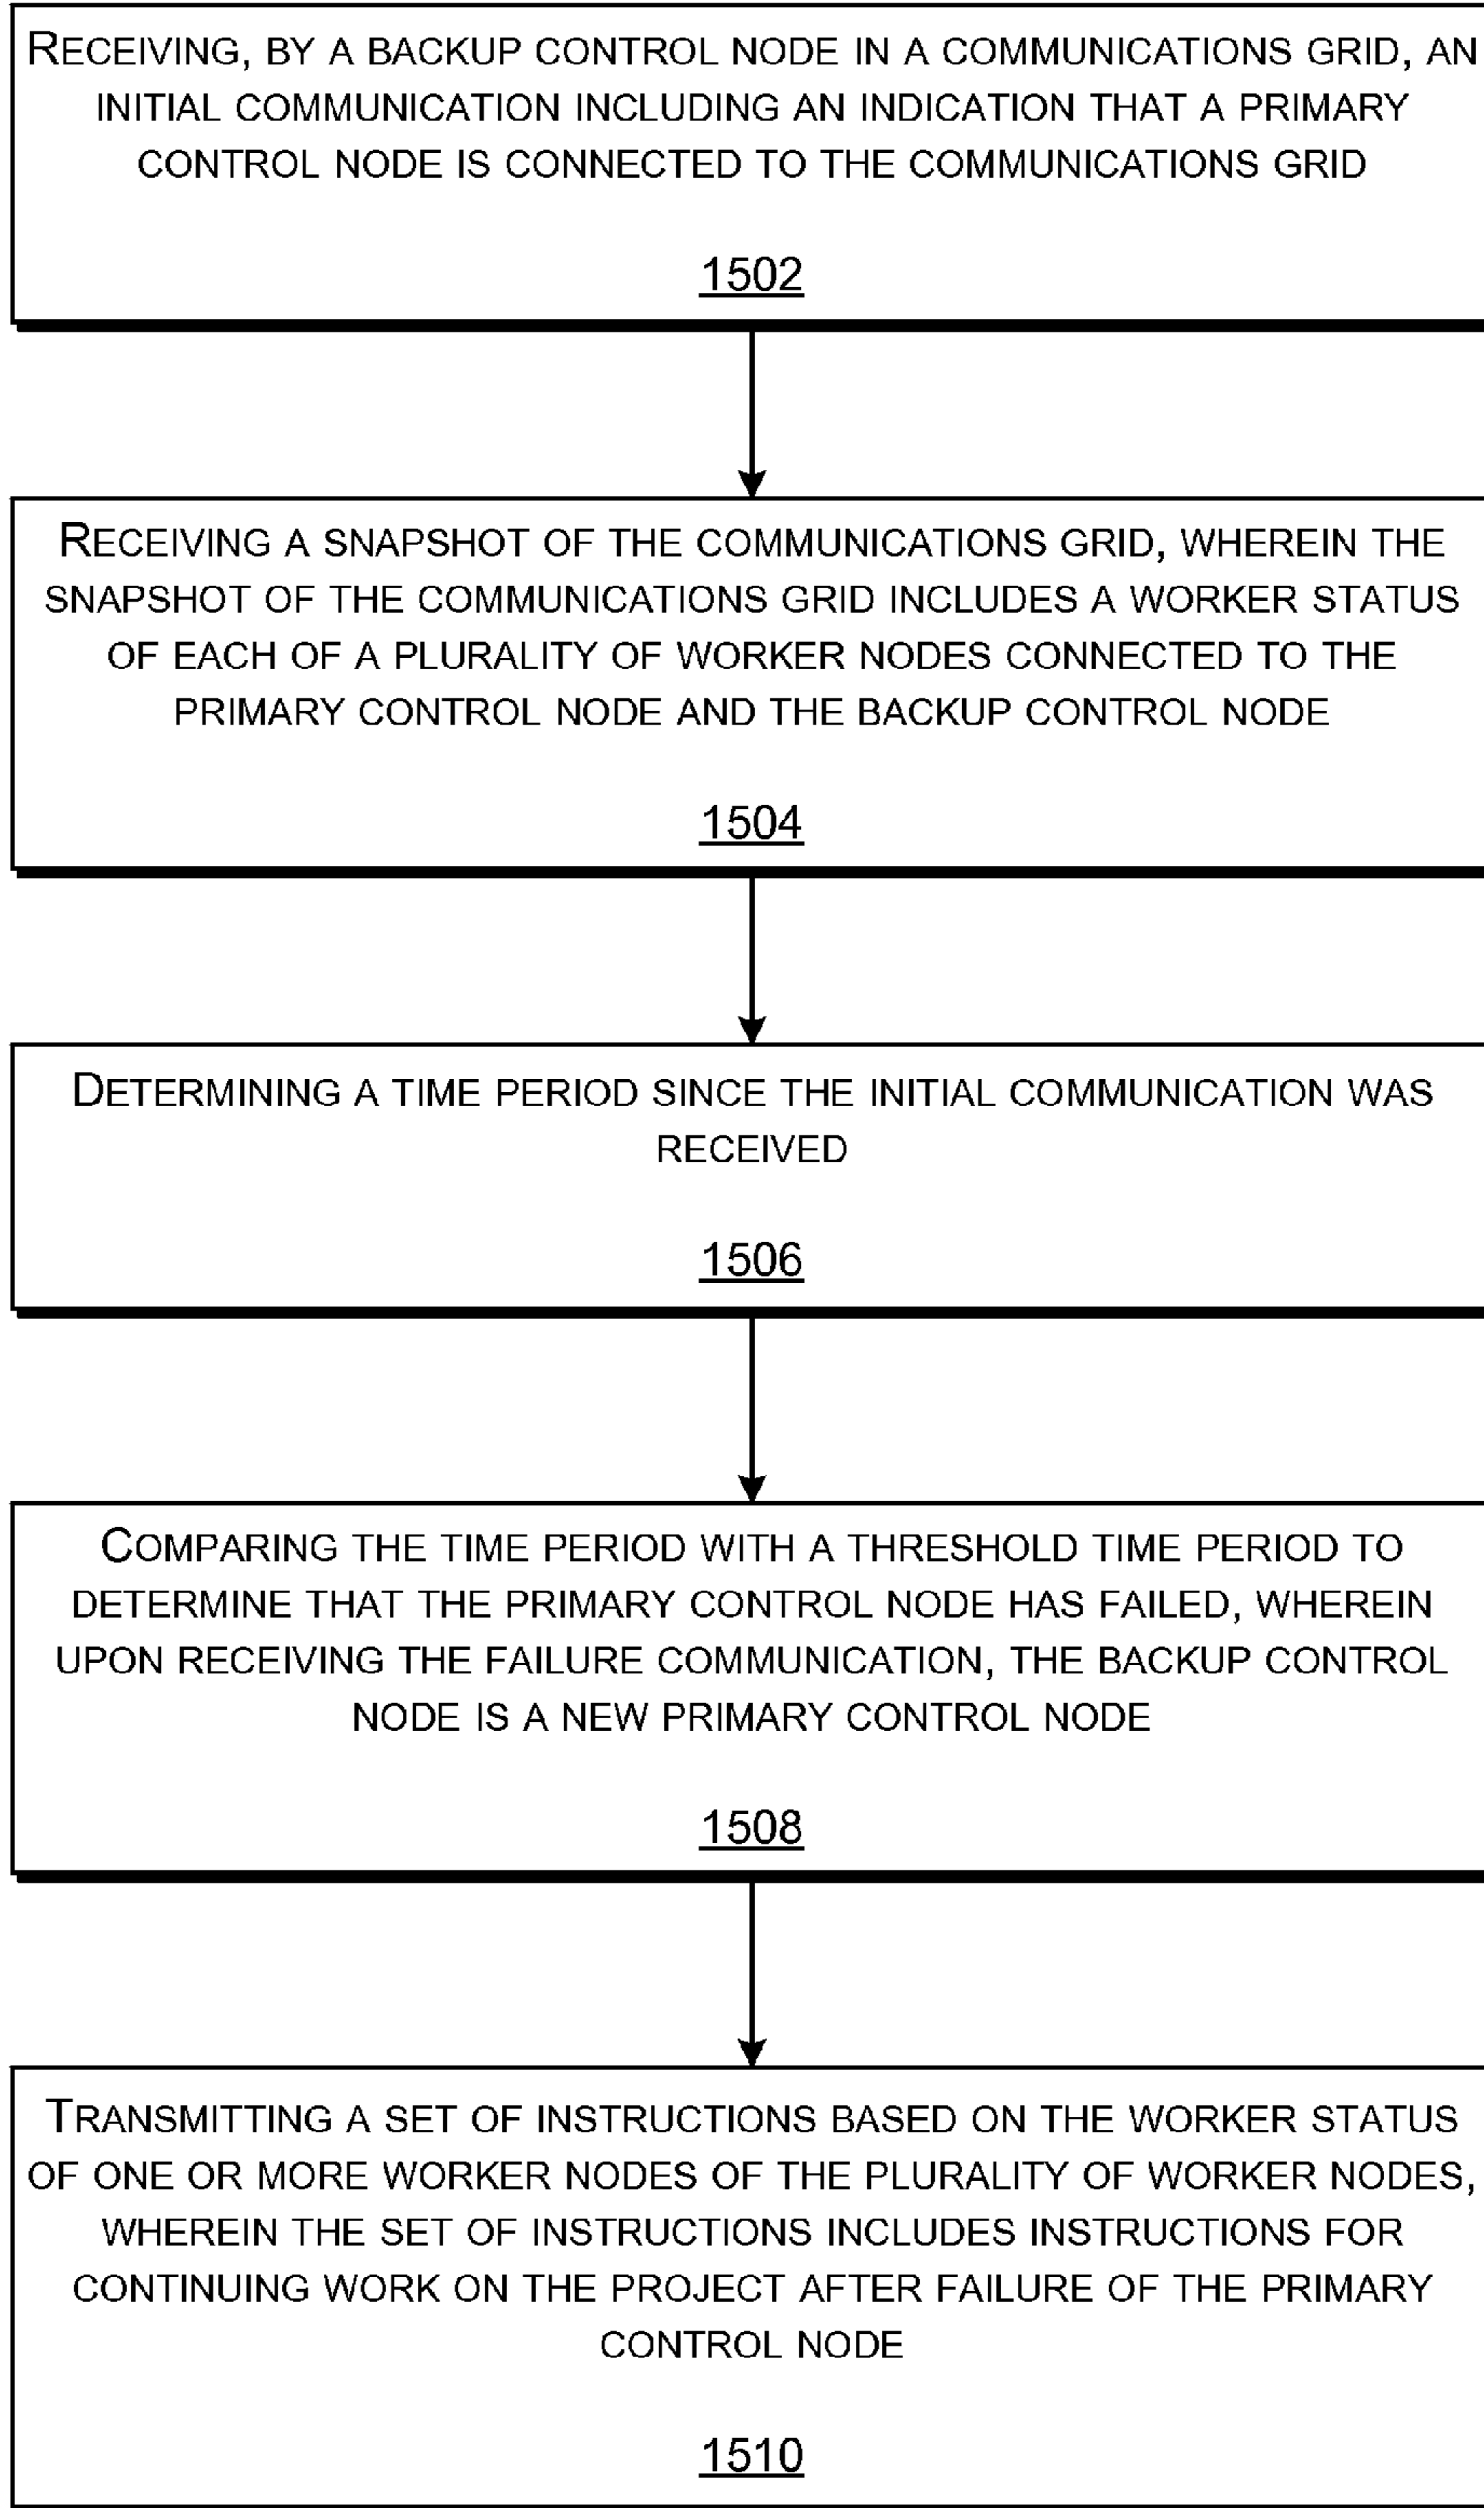 RECEIVING, BY A BACKUP CONTROL NODE IN A COMMUNICATIONS GRID, AN
INITIAL COMMUNICATION INCLUDING AN INDICATION THAT A PRIMARY
CONTROL NODE IS CONNECTED TO THE COMMUNICATIONS GRID
1502
RECEIVING A SNAPSHOT OF THE COMMUNICATIONS GRID, WHEREIN THE
SNAPSHOT OF THE COMMUNICATIONS GRID INCLUDES A WORKER STATUS
OF EACH OF A PLURALITY OF WORKER NODES CONNECTED TO THE
PRIMARY CONTROL NODE AND THE BACKUP CONTROL NODE
1504
DETERMINING A TIME PERIOD SINCE THE INITIAL COMMUNICATION WAS
RECEIVED
1506
COMPARING THE TIME PERIOD WITH A THRESHOLD TIME PERIOD TO
DETERMINE THAT THE PRIMARY CONTROL NODE HAS FAILED, WHEREIN
UPON RECEIVING THE FAILURE COMMUNICATION, THE BACKUP CONTROL
NODE IS A NEW PRIMARY CONTROL NODE
1508
TRANSMITTING A SET OF INSTRUCTIONS BASED ON THE WORKER STATUS
OF ONE OR MORE WORKER NODES OF THE PLURALITY OF WORKER NODES,
WHEREIN THE SET OF INSTRUCTIONS INCLUDES INSTRUCTIONS FOR
CONTINUING WORK ON THE PROJECT AFTER FAILURE OF THE PRIMARY
CONTROL NODE
1510